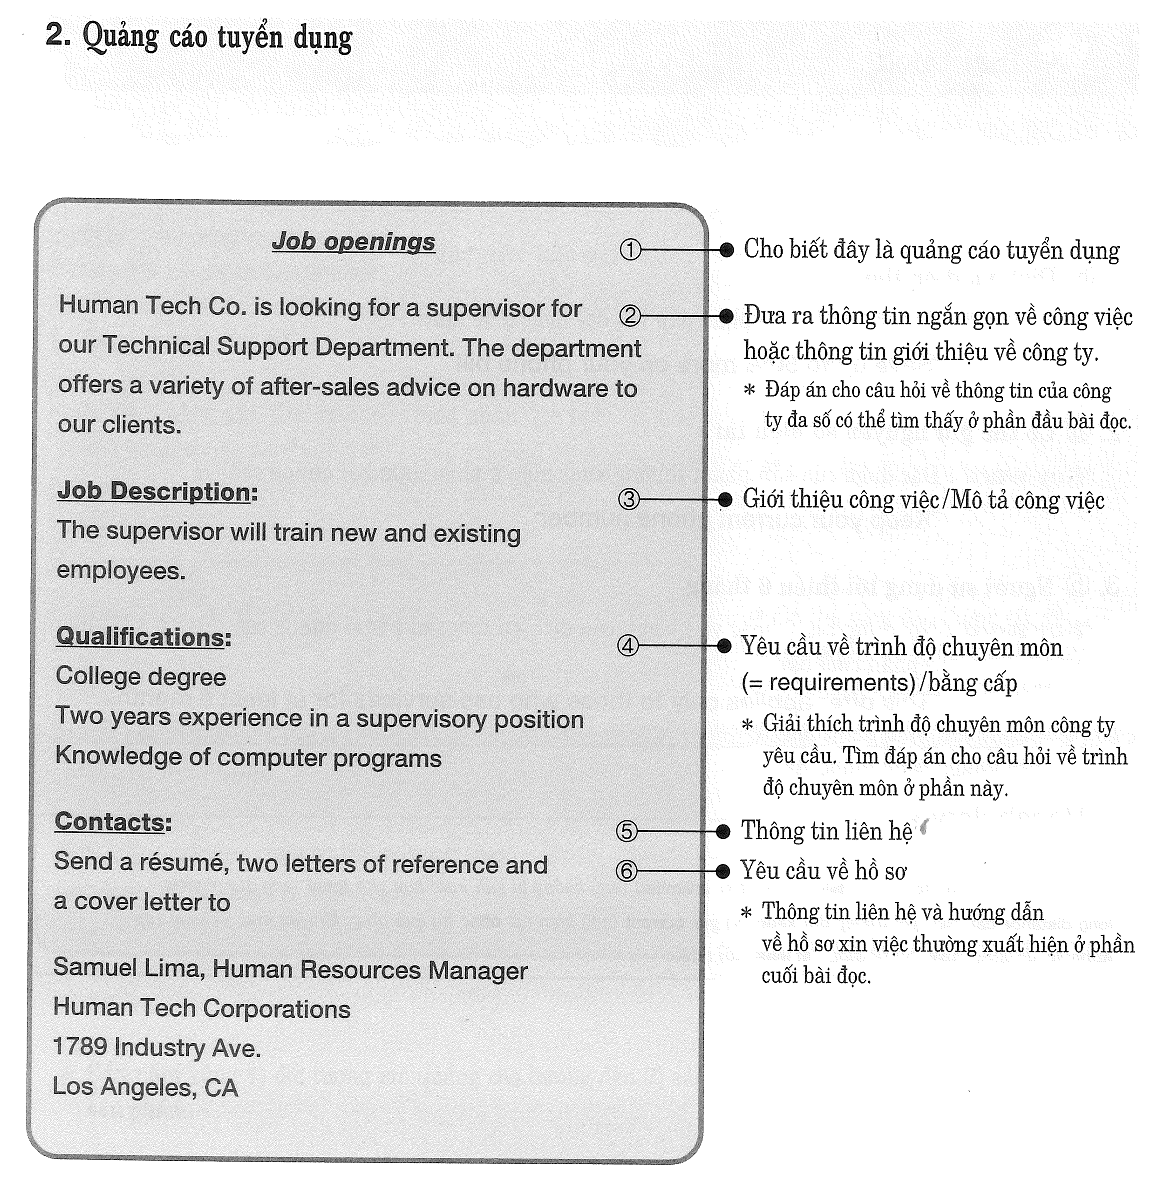 2. Quảng cáo tuyển dụng
Job openings
① Cho biết đây là quảng cáo tuyển dụng
Human Tech Co. is looking for a supervisor for
our Technical Support Department. The department
offers a variety of after-sales advice on hardware to
our clients.
② Đưa ra thông tin ngắn gọn về công việc
hoặc thông tin giới thiệu về công ty.
* Đáp án cho câu hỏi về thông tin của công
ty đa số có thể tìm thấy ở phần đầu bài đọc.
Job Description:
③ Giới thiệu công việc/Mô tả công việc
The supervisor will train new and existing
employees.
Qualifications:
College degree
Two years experience in a supervisory position
Knowledge of computer programs
④ Yêu cầu về trình độ chuyên môn
(= requirements)/bằng cấp
* Giải thích trình độ chuyên môn công ty
yêu cầu. Tìm đáp án cho câu hỏi về trình
độ chuyên môn ở phần này.
Contacts:
⑤ Thông tin liên hệ
Send a résumé, two letters of reference and
a cover letter to
⑥ Yêu cầu về hồ sơ
* Thông tin liên hệ và hướng dẫn
về hồ sơ xin việc thường xuất hiện ở phần
cuối bài đọc.
Samuel Lima, Human Resources Manager
Human Tech Corporations
1789 Industry Ave.
Los Angeles, CA